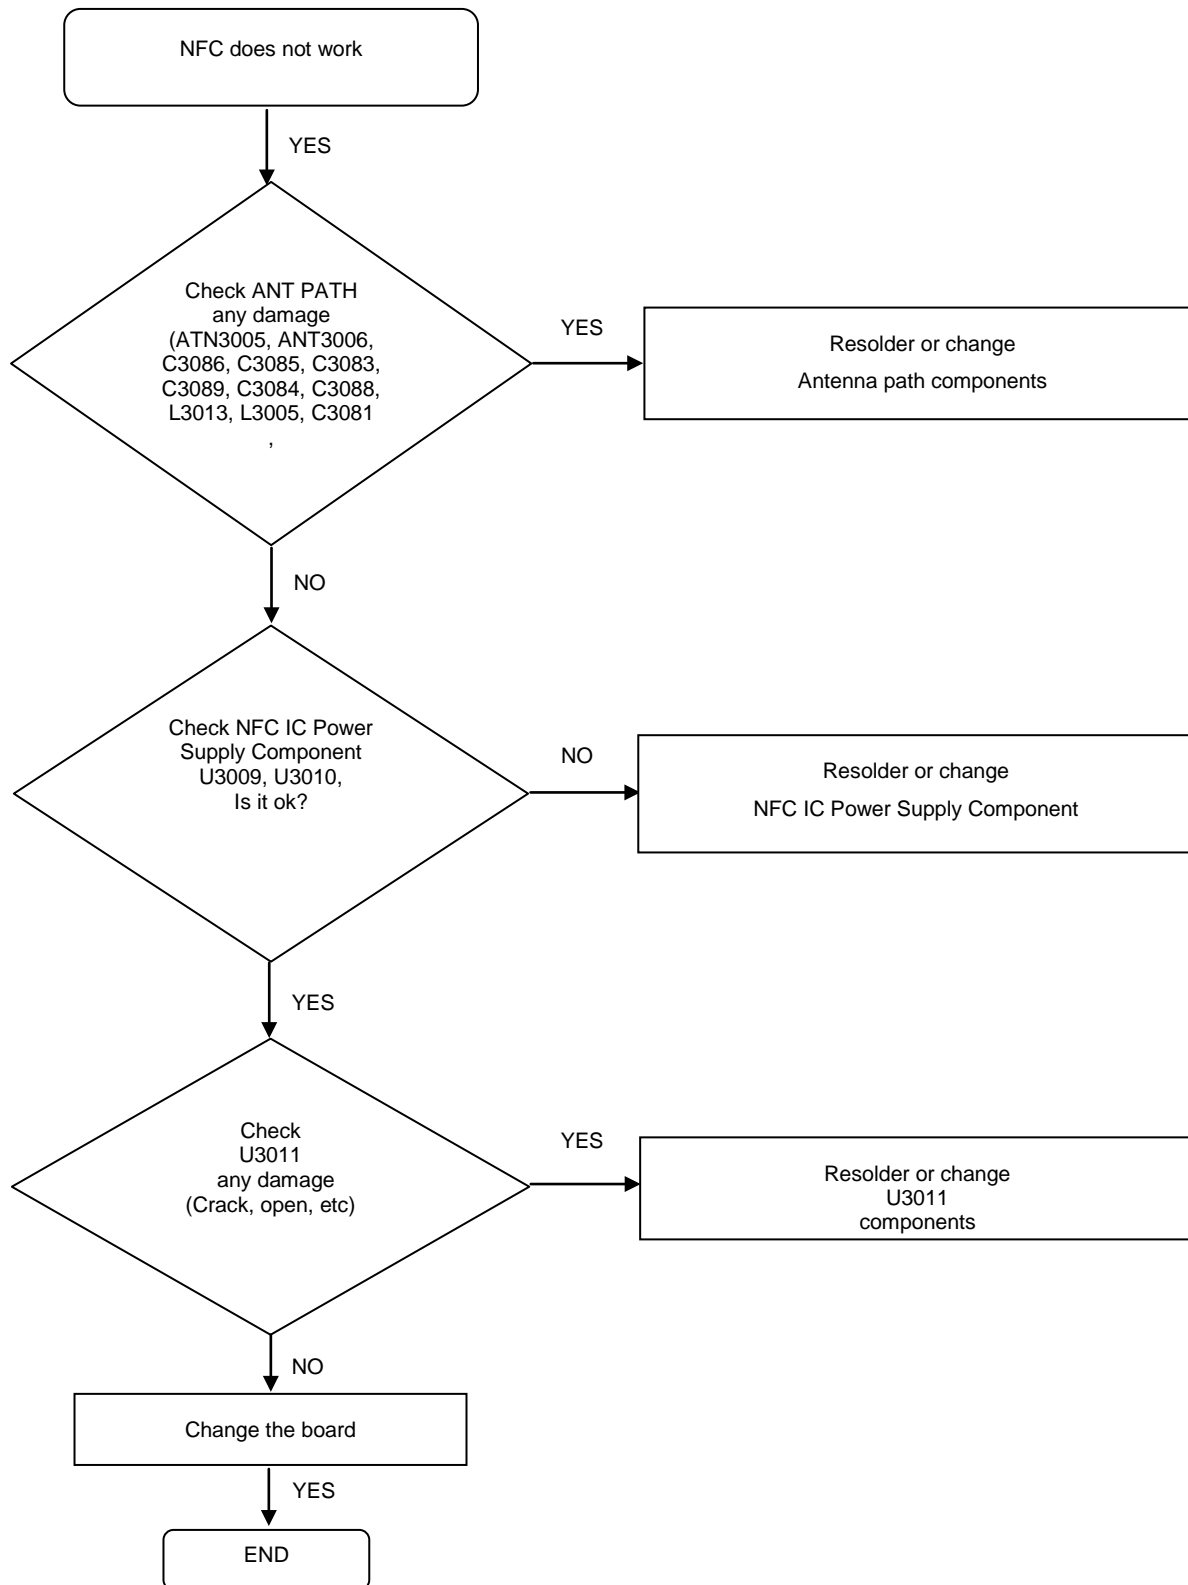 NFC does not work
YES
Check ANT PATH
any damage
(ATN3005, ANT3006,
C3086, C3085, C3083,
C3089, C3084, C3088,
L3013, L3005, C3081
,
YES
Resolder or change
Antenna path components
NO
Check NFC IC Power
Supply Component
U3009, U3010,
Is it ok?
NO
Resolder or change
NFC IC Power Supply Component
YES
Check
U3011
any damage
(Crack, open, etc)
YES
Resolder or change
U3011
components
NO
Change the board
YES
END